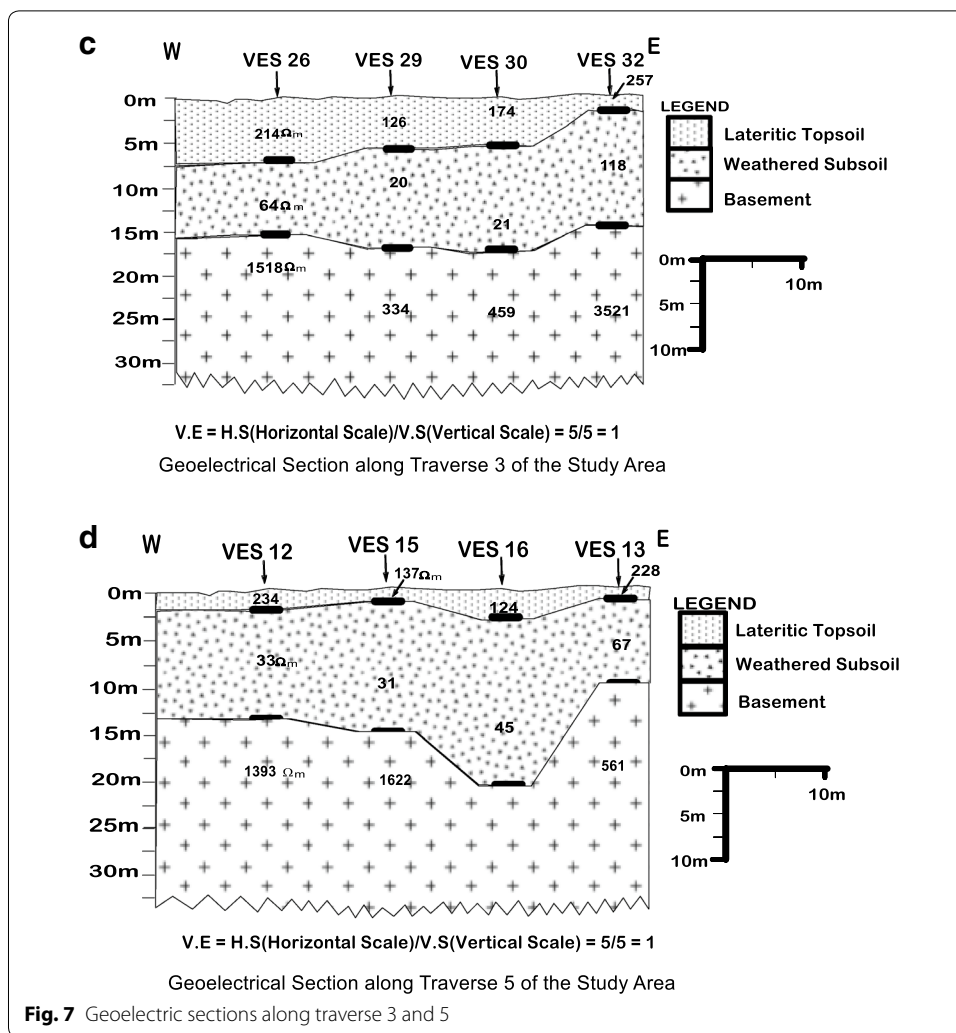 c
W E
VES 26 VES 29 VES 30 VES 32
257
0m
5m
10m
15m
20m
25m
30m
214Ωm 126 174
64Ωm 20 21 118
1518Ωm 334 459 3521
LEGEND
Lateritic Topsoil
Weathered Subsoil
Basement
0m
5m
10m
10m
V.E = H.S(Horizontal Scale)/V.S(Vertical Scale) = 5/5 = 1
Geoelectrical Section along Traverse 3 of the Study Area
d
W E
VES 12 VES 15 VES 16 VES 13
137Ωm 228
0m
5m
10m
15m
20m
25m
30m
234 124
33Ωm 31 45 67
1393 Ωm 1622 561
LEGEND
Lateritic Topsoil
Weathered Subsoil
Basement
0m
5m
10m
10m
V.E = H.S(Horizontal Scale)/V.S(Vertical Scale) = 5/5 = 1
Geoelectrical Section along Traverse 5 of the Study Area
Fig. 7 Geoelectric sections along traverse 3 and 5